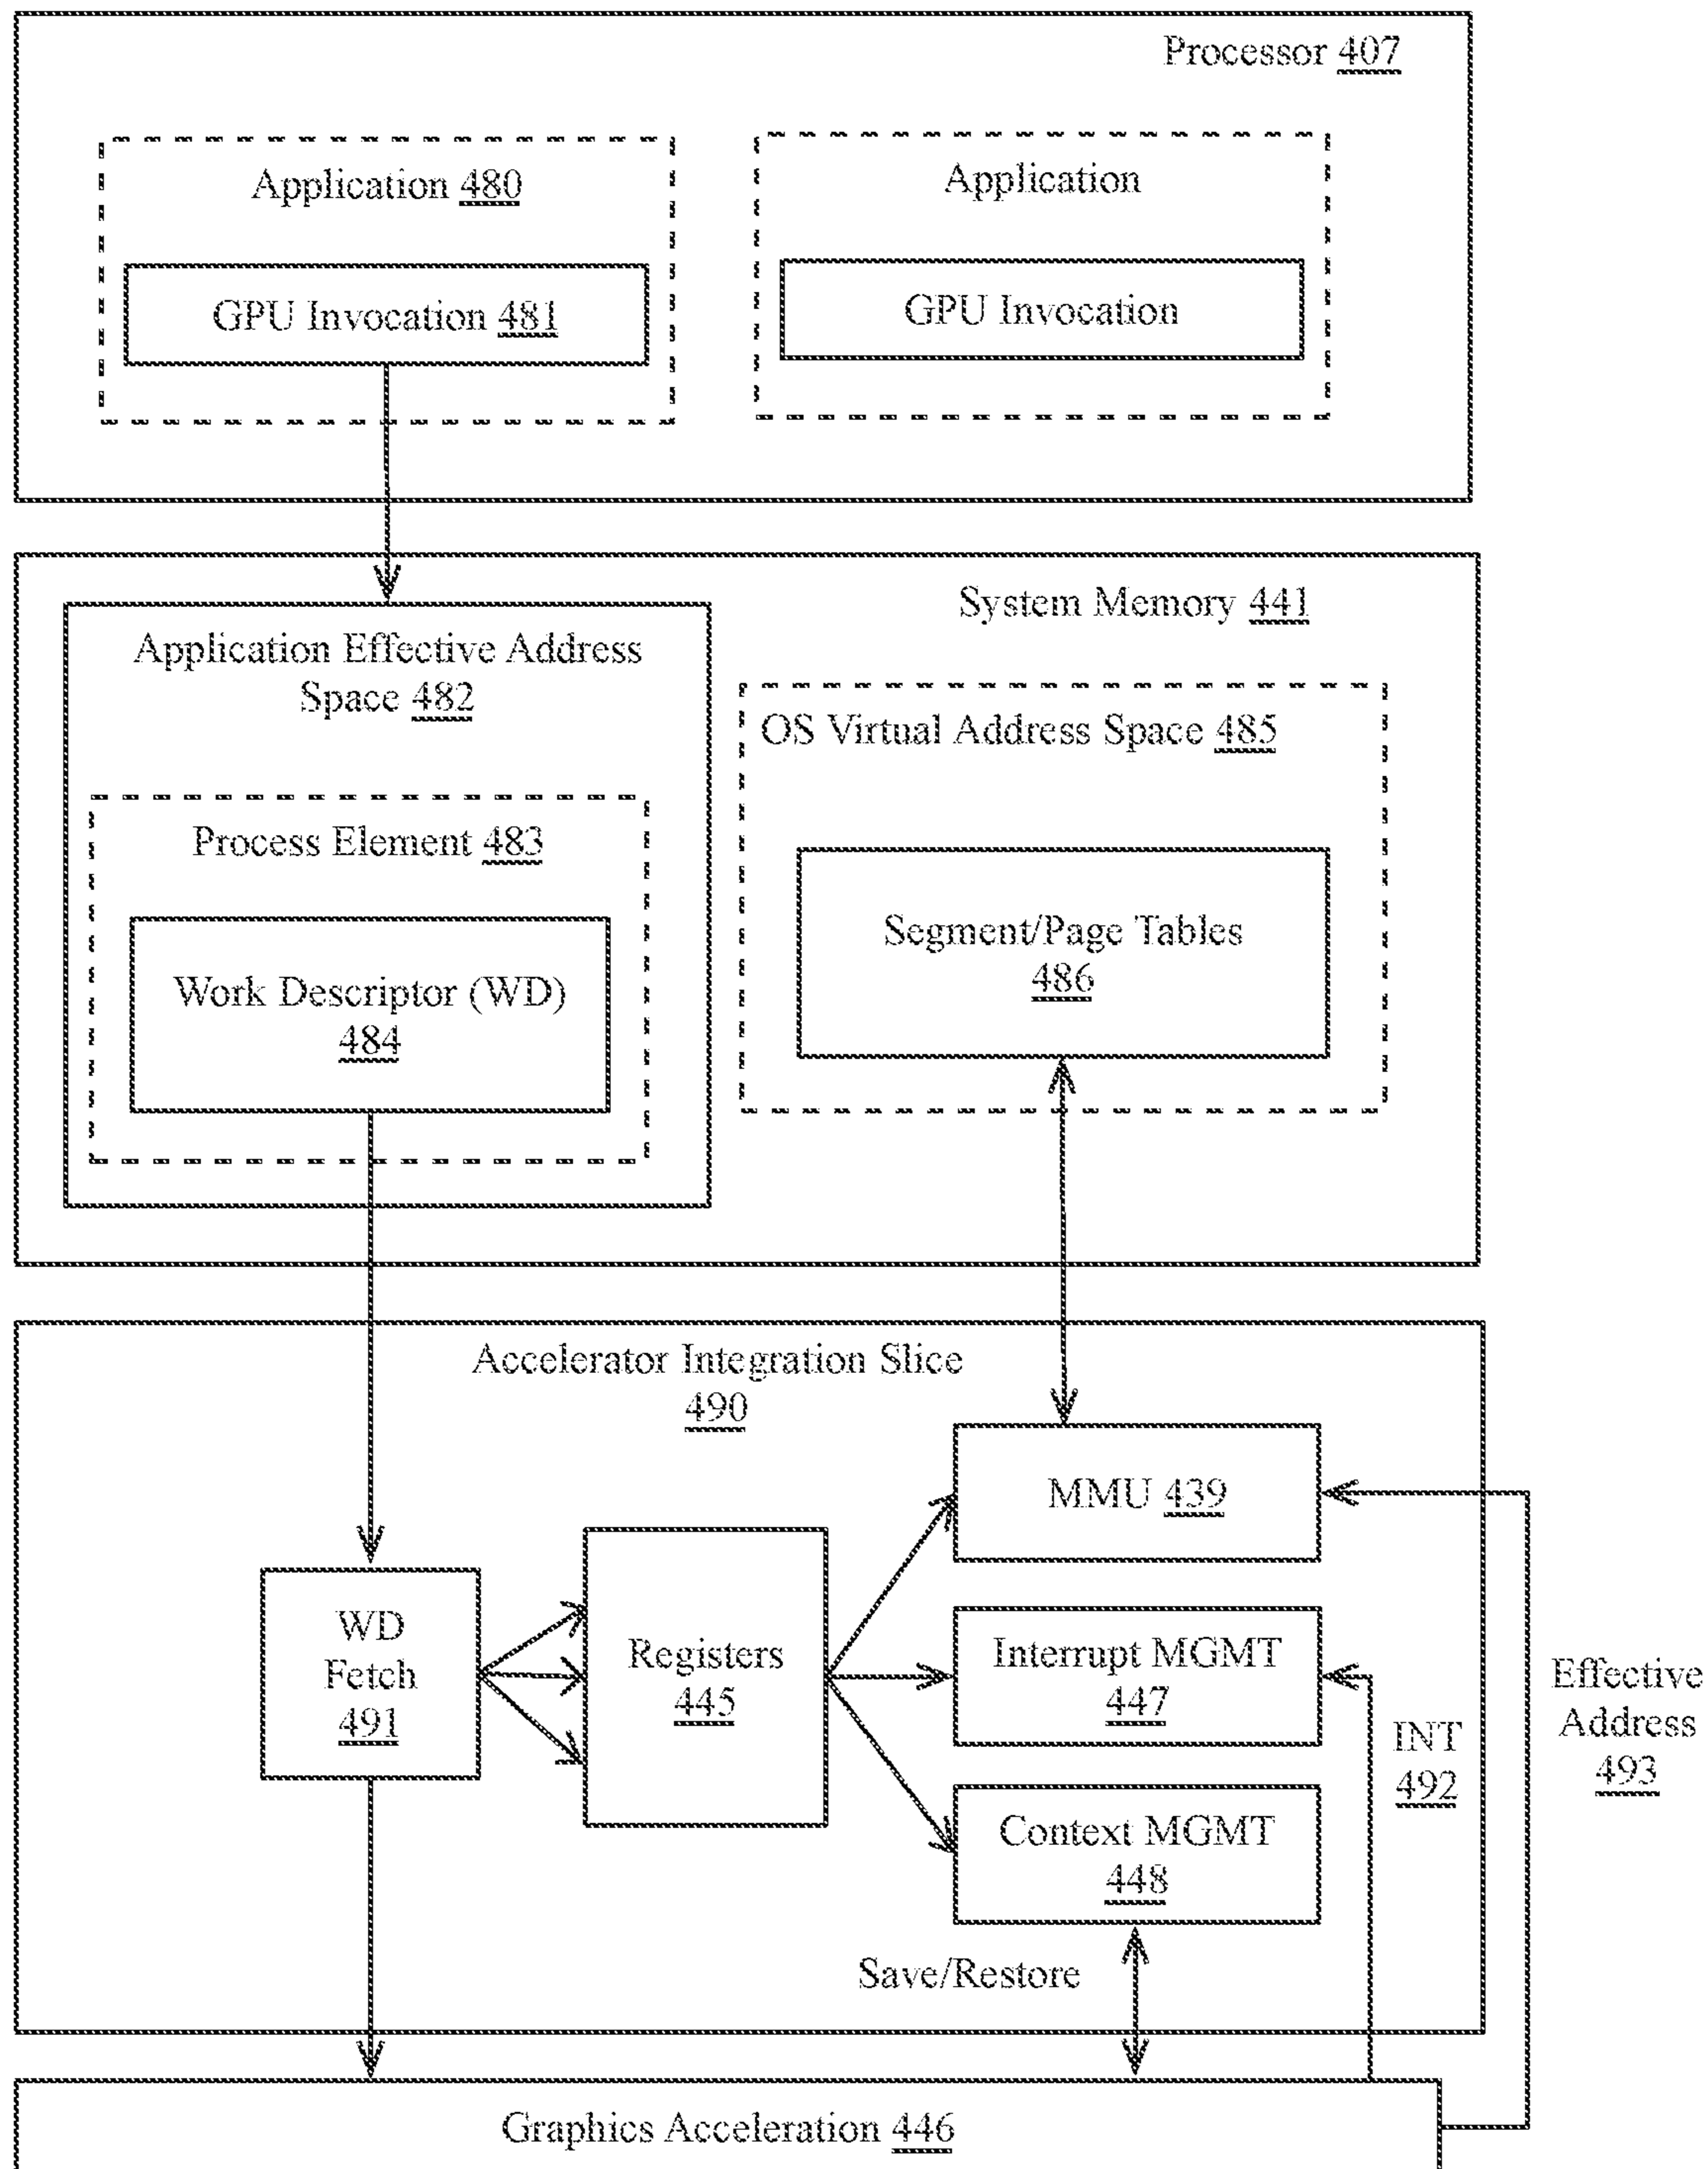 Processor 407
Application 480
Application
GPU Invocation 481
GPU Invocation
System Memory 441
Application Effective Address
Space 482
OS Virtual Address Space 485
Process Element 483
Segment/Page Tables
486
Work Descriptor (WD)
484
Accelerator Integration Slice
490
MMU 439
WD
Fetch
491
Registers
445
Interrupt MGMT
447
Effective
Address
493
INT
492
Context MGMT
448
Save/Restore
Graphics Acceleration 446